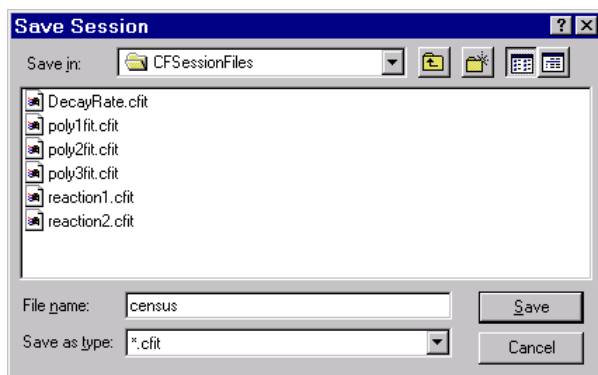 Save Session
Save in: CFSessionFiles
DecayRate.cfit
poly1fit.cfit
poly2fit.cfit
poly3fit.cfit
reaction1.cfit
reaction2.cfit
File name: census Save
Save as type: *.cfit Cancel